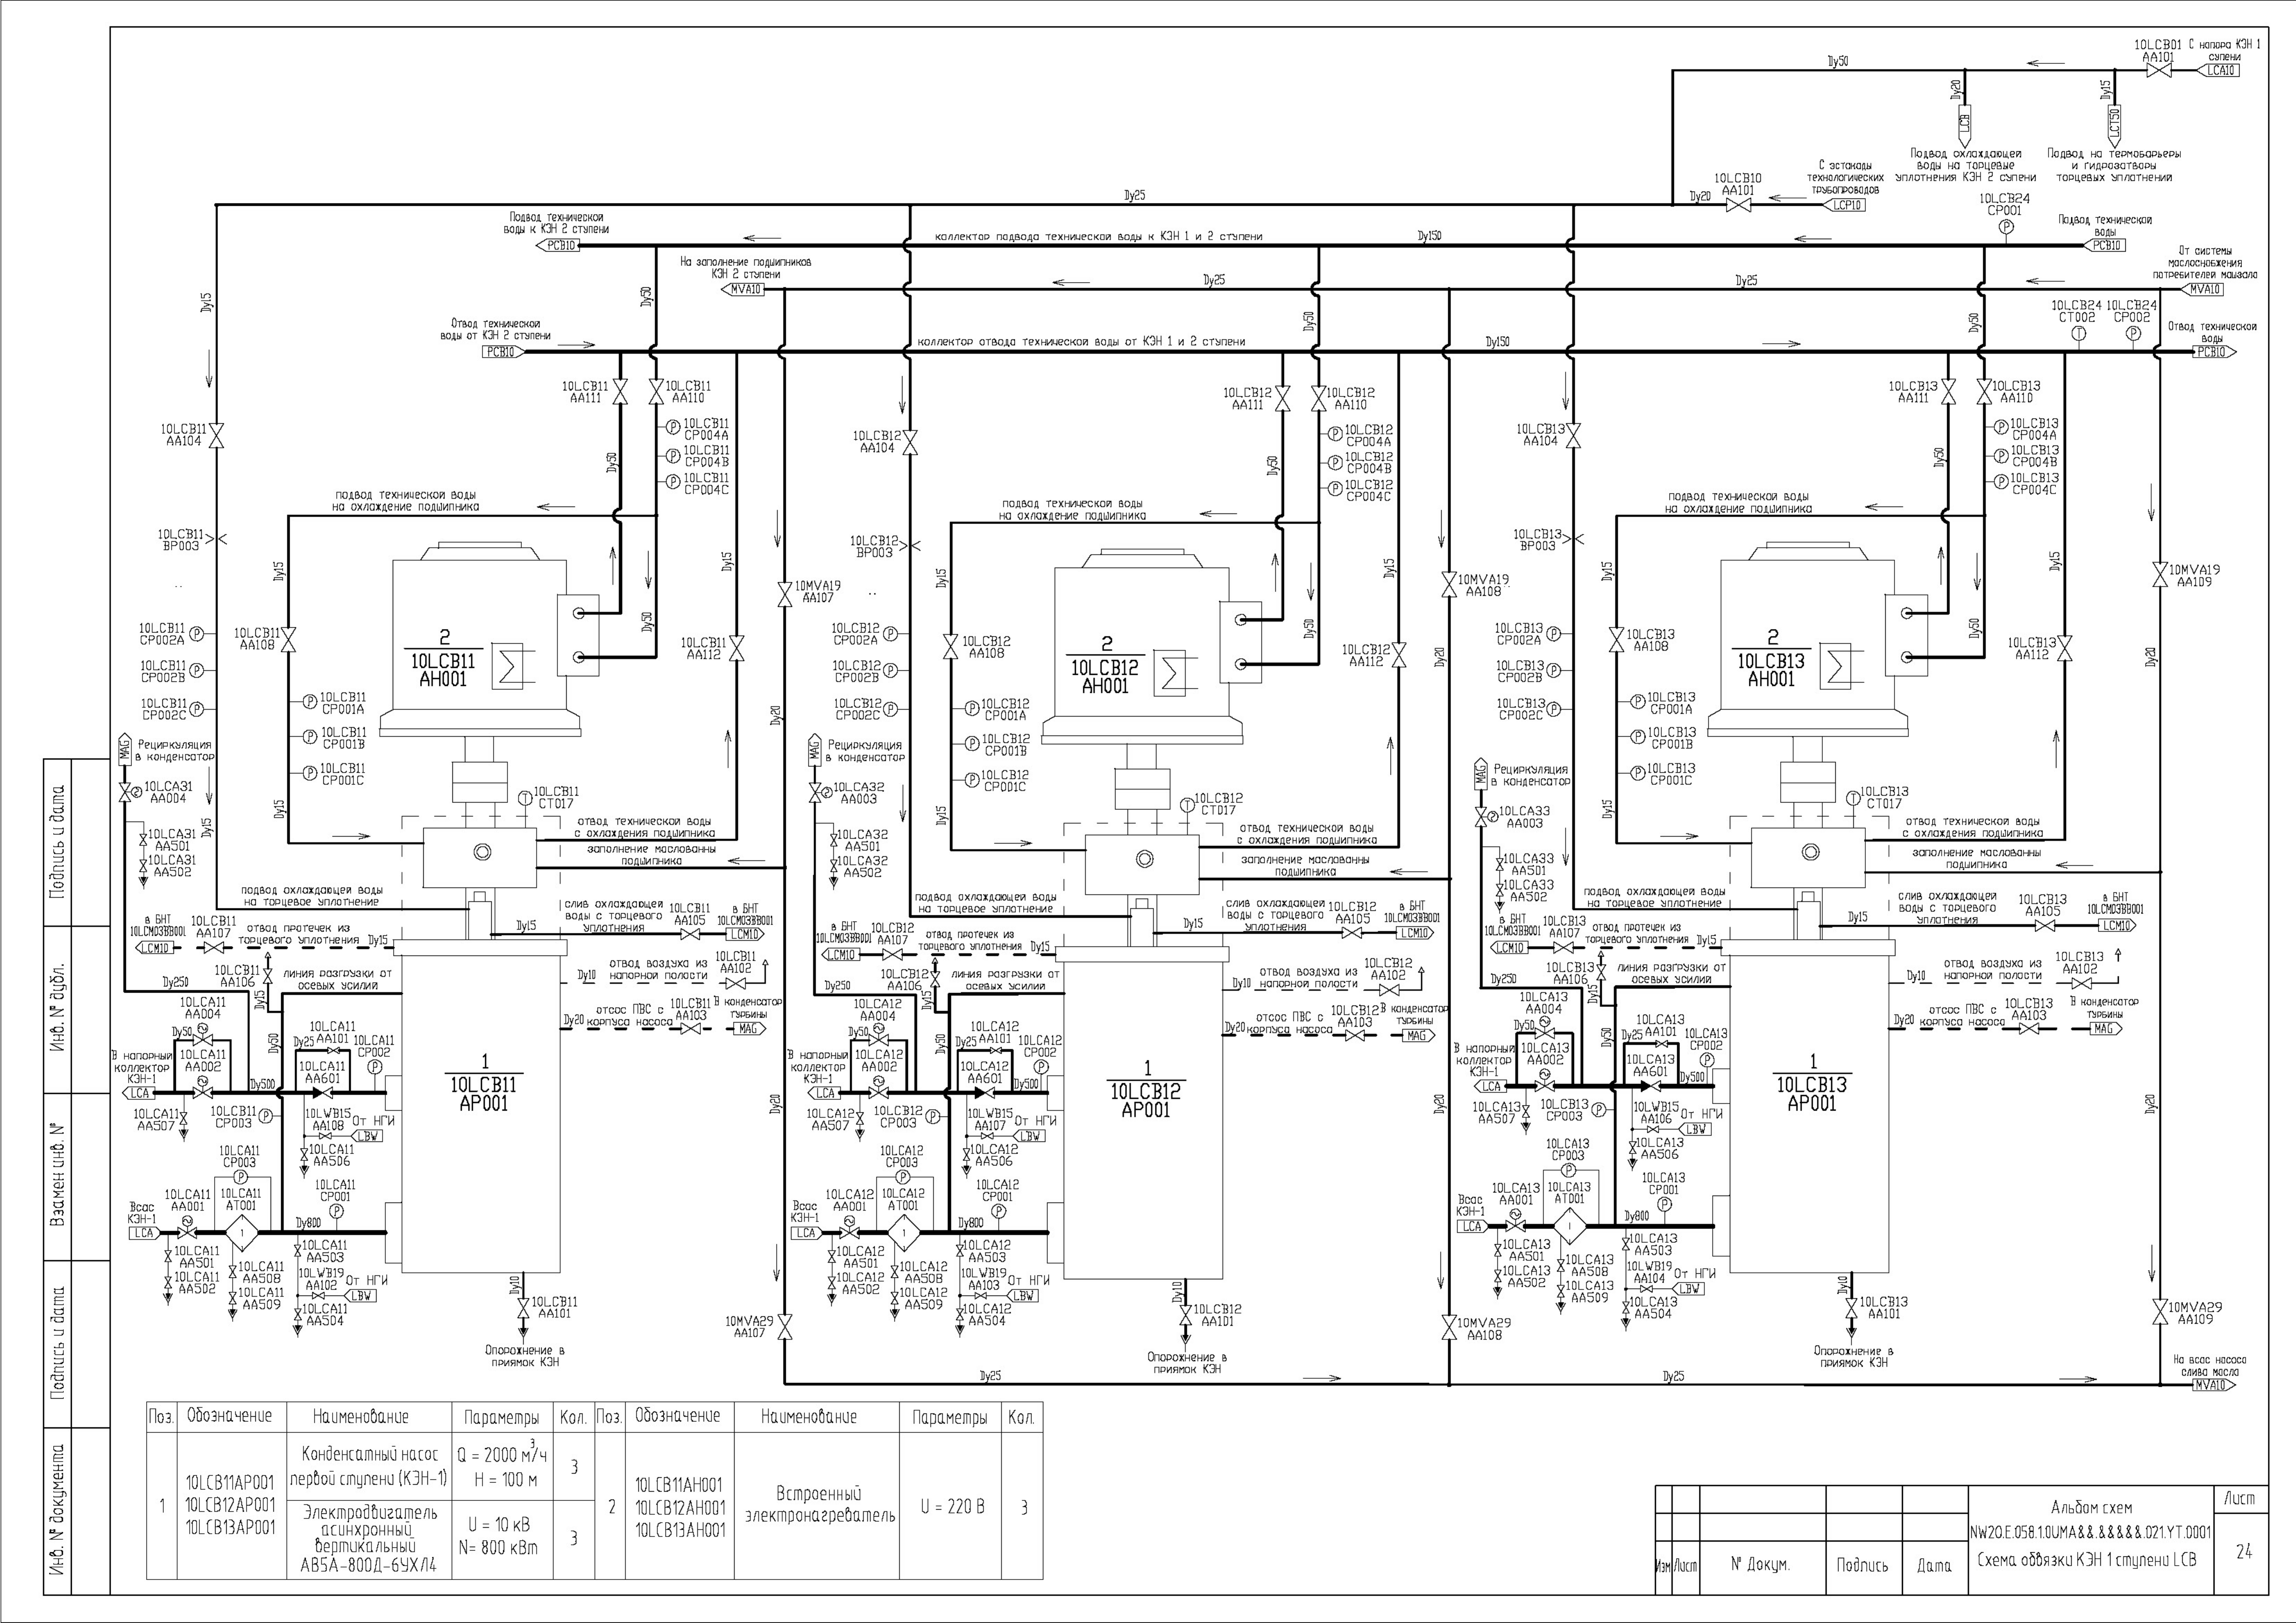 10LCB01
AA101
С напора КЭН 1
ступени
LCA10
Dy50
Dy20
Dy15
LCB
LCT50
Подвод охлаждающей
воды на торцевые
уплотнения КЭН 2 супени
Подвод на термобарьеры
и гидрозатворы
торцевых уплотнений
10LCB10
AA101
С эстакады
технологических
трубопроводов
Dy20
LCP10
10LCB24
CP001
Подвод технической
воды
PCB10
Dy25
Подвод технической
воды к КЭН 2 ступени
PCB10
коллектор подвода технической воды к КЭН 1 и 2 ступени
Dy150
На заполнение подшипников
КЭН 2 ступени
MVA10
Dy25
Dy25
От системы
маслоснабжения
потребителей машзала
MVA10
10LCB24
CT002
10LCB24
CP002
Отвод технической
воды от КЭН 2 ступени
PCB10
коллектор отвода технической воды от КЭН 1 и 2 ступени
Dy150
Отвод технической
воды
PCB10
Dy15
Dy50
Dy50
Dy50
10LCB11
AA111
10LCB11
AA110
10LCB12
AA111
10LCB12
AA110
10LCB13
AA111
10LCB13
AA110
10LCB11
AA104
10LCB11
CP004A
10LCB11
CP004B
10LCB11
CP004C
10LCB12
AA104
10LCB12
CP004A
10LCB12
CP004B
10LCB12
CP004C
10LCB13
AA104
10LCB13
CP004A
10LCB13
CP004B
10LCB13
CP004C
Dy50
Dy50
Dy50
подвод технической воды
на охлаждение подшипника
подвод технической воды
на охлаждение подшипника
подвод технической воды
на охлаждение подшипника
10LCB11
BP003
10LCB12
BP003
10LCB13
BP003
Dy15
Dy15
Dy15
Dy15
Dy15
Dy15
Dy50
Dy50
Dy50
10MVA19
AA107
10MVA19
AA108
10MVA19
AA109
10LCB11
CP002A
10LCB11
CP002B
10LCB11
CP002C
10LCB11
AA108
2
10LCB11
AH001
10LCB11
AA112
10LCB11
CP001A
10LCB11
CP001B
10LCB11
CP001C
10LCB12
CP002A
10LCB12
CP002B
10LCB12
CP002C
10LCB12
AA108
2
10LCB12
AH001
10LCB12
AA112
10LCB12
CP001A
10LCB12
CP001B
10LCB12
CP001C
10LCB13
CP002A
10LCB13
CP002B
10LCB13
CP002C
10LCB13
AA108
2
10LCB13
AH001
10LCB13
AA112
10LCB13
CP001A
10LCB13
CP001B
10LCB13
CP001C
Dy20
Dy20
Dy20
MAG
Рециркуляция
в конденсатор
10LCA31
AA004
10LCA31
AA501
10LCA31
AA502
Dy15
Dy15
10LCB11
CT017
отвод технической воды
с охлаждения подшипника
заполнение маслованны
подшипника
подвод охлаждающей воды
на торцевое уплотнение
слив охлаждающей
воды с торцевого
уплотнения
Dy15
10LCB11
AA105
в БНТ
10LCM03BB001
LCM10
в БНТ
10LCM03BB001
LCM10
10LCB11
AA107
отвод протечек из
торцевого уплотнения
Dy15
10LCB11
AA106
Dy15
линия разгрузки от
осевых усилий
Dy10
отвод воздуха из
напорной полости
10LCB11
AA102
Dy20
отсос ПВС с
корпуса насоса
10LCB11
AA103
В конденсатор
турбины
MAG
Dy250
10LCA11
AA004
Dy50
10LCA11
AA002
Dy50
10LCA11
AA101
Dy25
10LCA11
AA601
10LCA11
CP002
В напорный
коллектор
КЭН-1
LCA
Dy500
10LCA11
AA507
10LCB11
CP003
10LWB15
AA108
От НГИ
LBW
10LCA11
AA506
1
10LCB11
AP001
10LCA11
CP003
10LCA11
AA001
10LCA11
AT001
1
10LCA11
CP001
Всас
КЭН-1
LCA
Dy800
10LCA11
AA501
10LCA11
AA502
10LCA11
AA508
10LCA11
AA509
10LCA11
AA503
10LWB19
AA102
От НГИ
LBW
10LCA11
AA504
Dy10
10LCB11
AA101
Опорожнение в
приямок КЭН
Dy20
10MVA29
AA107
MAG
Рециркуляция
в конденсатор
10LCA32
AA003
10LCA32
AA501
10LCA32
AA502
Dy15
10LCB12
CT017
отвод технической воды
с охлаждения подшипника
заполнение маслованны
подшипника
подвод охлаждающей воды
на торцевое уплотнение
слив охлаждающей
воды с торцевого
уплотнения
Dy15
10LCB12
AA105
в БНТ
10LCM03BB001
LCM10
в БНТ
10LCM03BB001
LCM10
10LCB12
AA107
отвод протечек из
торцевого уплотнения
Dy15
10LCB12
AA106
Dy15
линия разгрузки от
осевых усилий
Dy10
отвод воздуха из
напорной полости
10LCB12
AA102
Dy20
отсос ПВС с
корпуса насоса
10LCB12
AA103
В конденсатор
турбины
MAG
Dy250
10LCA12
AA004
Dy50
10LCA12
AA002
Dy50
10LCA12
AA101
Dy25
10LCA12
AA601
10LCA12
CP002
В напорный
коллектор
КЭН-1
LCA
Dy500
10LCA12
AA507
10LCB12
CP003
10LWB15
AA107
От НГИ
LBW
10LCA12
AA506
1
10LCB12
AP001
10LCA12
CP003
10LCA12
AA001
10LCA12
AT001
1
10LCA12
CP001
Всас
КЭН-1
LCA
Dy800
10LCA12
AA501
10LCA12
AA502
10LCA12
AA508
10LCA12
AA509
10LCA12
AA503
10LWB19
AA103
От НГИ
LBW
10LCA12
AA504
Dy10
10LCB12
AA101
Опорожнение в
приямок КЭН
Dy20
10MVA29
AA108
MAG
Рециркуляция
в конденсатор
10LCA33
AA003
10LCA33
AA501
10LCA33
AA502
Dy15
10LCB13
CT017
отвод технической воды
с охлаждения подшипника
заполнение маслованны
подшипника
подвод охлаждающей воды
на торцевое уплотнение
слив охлаждающей
воды с торцевого
уплотнения
Dy15
10LCB13
AA105
в БНТ
10LCM03BB001
LCM10
в БНТ
10LCM03BB001
LCM10
10LCB13
AA107
отвод протечек из
торцевого уплотнения
Dy15
10LCB13
AA106
Dy15
линия разгрузки от
осевых усилий
Dy10
отвод воздуха из
напорной полости
10LCB13
AA102
Dy20
отсос ПВС с
корпуса насоса
10LCB13
AA103
В конденсатор
турбины
MAG
Dy250
10LCA13
AA004
Dy50
10LCA13
AA002
Dy50
10LCA13
AA101
Dy25
10LCA13
AA601
10LCA13
CP002
В напорный
коллектор
КЭН-1
LCA
Dy500
10LCA13
AA507
10LCB13
CP003
10LWB15
AA106
От НГИ
LBW
10LCA13
AA506
1
10LCB13
AP001
10LCA13
CP003
10LCA13
AA001
10LCA13
AT001
1
10LCA13
CP001
Всас
КЭН-1
LCA
Dy800
10LCA13
AA501
10LCA13
AA502
10LCA13
AA508
10LCA13
AA509
10LCA13
AA503
10LWB19
AA104
От НГИ
LBW
10LCA13
AA504
Dy10
10LCB13
AA101
Опорожнение в
приямок КЭН
Dy20
10MVA29
AA109
Dy25
Dy25
На всас насоса
слива масла
MVA10
Поз. Обозначение Наименование Параметры Кол. Поз. Обозначение Наименование Параметры Кол.
1
10LCB11AP001
10LCB12AP001
10LCB13AP001
Конденсатный насос
первой ступени (КЭН-1)
Q = 2000 м³/ч
H = 100 м
3
Электродвигатель
асинхронный
вертикальный
АВ5А-800Д-6УХЛ4
U = 10 кВ
N= 800 кВт
3
2
10LCB11AH001
10LCB12AH001
10LCB13AH001
Встроенный
электронагреватель
U = 220 В
3
Подпись и дата
Инв. № дубл.
Взамен инв. №
Подпись и дата
Инв. № документа
Изм Лист № Докум. Подпись Дата
Альбом схем
NW2O.E.058.1.0UMA&&.&&&&&.021.YT.0001
Схема обвязки КЭН 1 ступени LCB
Лист
24